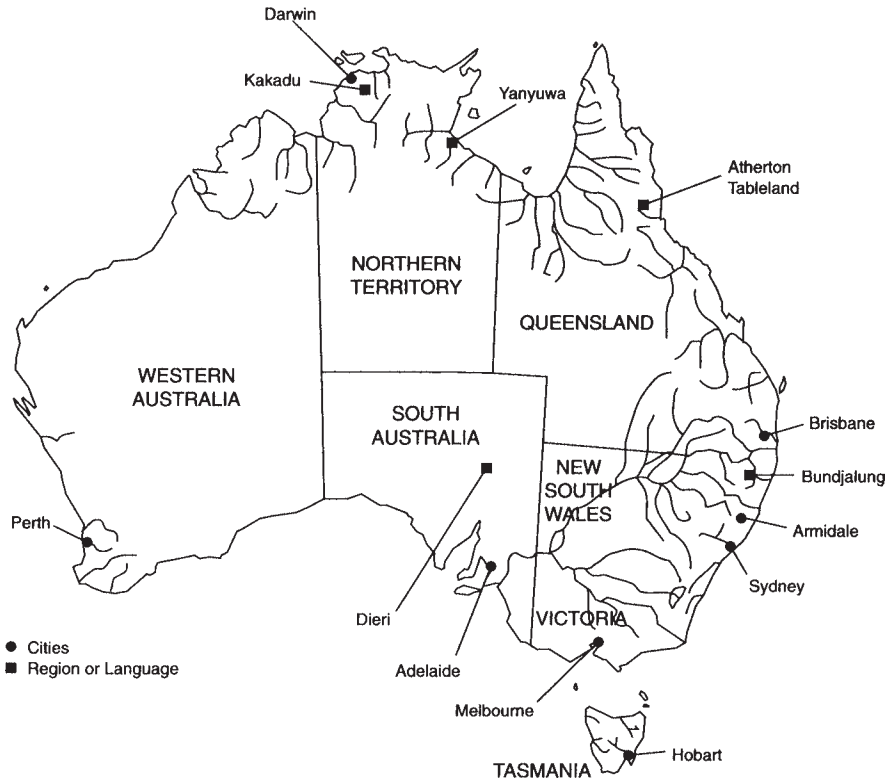 Darwin
Kakadu
Yanyuwa
Atherton
Tableland
NORTHERN
TERRITORY
QUEENSLAND
WESTERN
AUSTRALIA
SOUTH
AUSTRALIA
Brisbane
NEW
SOUTH
WALES
Bundjalung
Perth
Armidale
Sydney
Dieri
VICTORIA
Cities
Region or Language
Adelaide
Melbourne
Hobart
TASMANIA